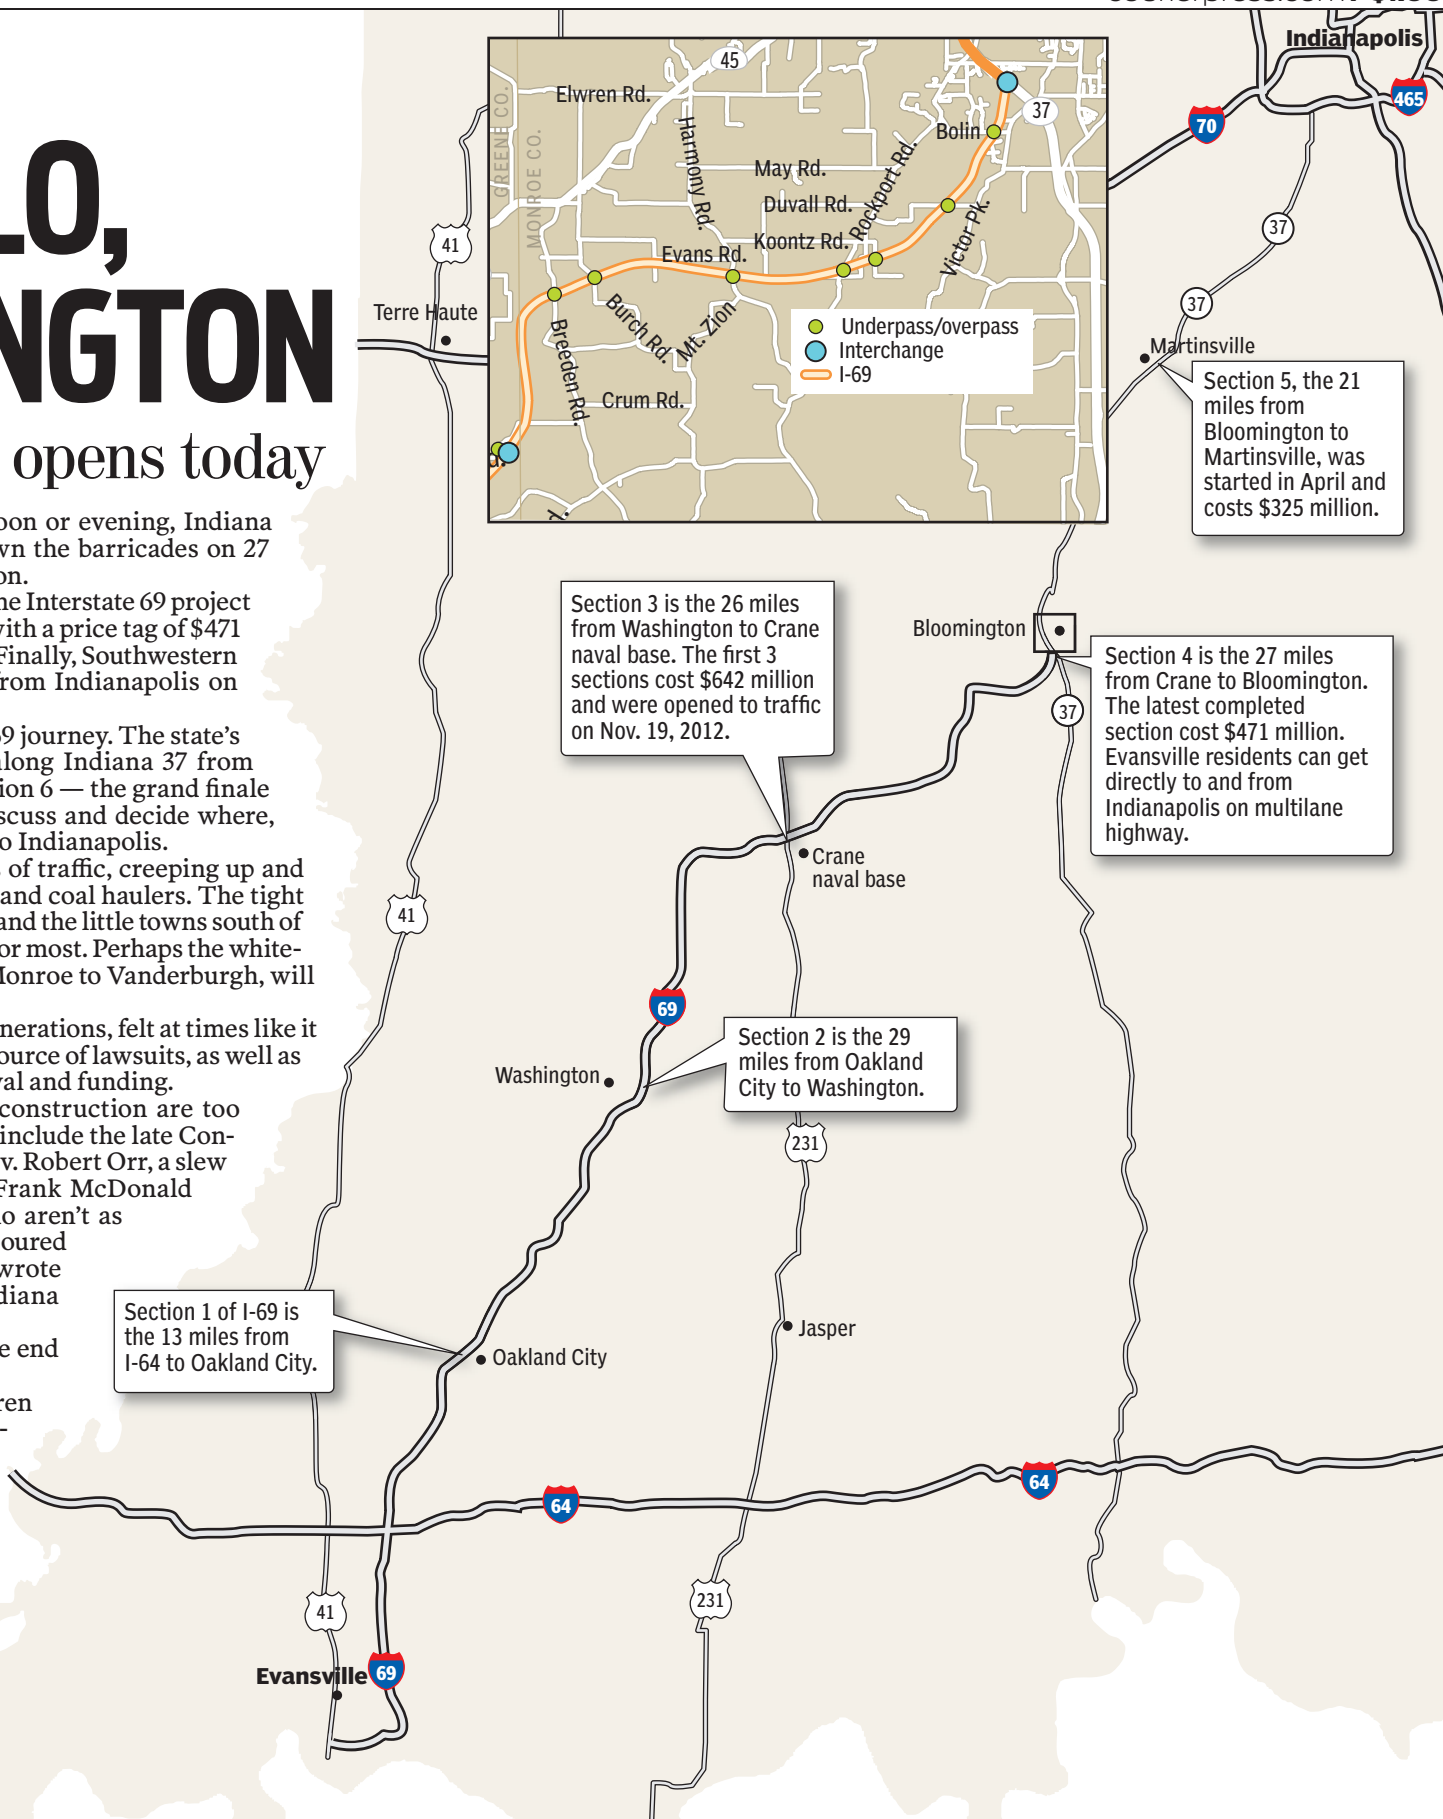 LO,
NGTON
opens today
oon or evening, Indiana
wn the barricades on 27
on.
he Interstate 69 project
with a price tag of $471
Finally, Southwestern
from Indianapolis on
69 journey. The state's
along Indiana 37 from
ion 6 — the grand finale
scuss and decide where,
to Indianapolis.
of traffic, creeping up and
and coal haulers. The tight
and the little towns south of
or most. Perhaps the white-
Monroe to Vanderburgh, will
nerations, felt at times like it
source of lawsuits, as well as
val and funding.
construction are too
include the late Con-
v. Robert Orr, a slew
Frank McDonald
o aren't as
oured
wrote
diana
e end
ren
-
45
Elwren Rd.
GREENE CO.
MONROE CO.
Harmony Rd.
37
Bolin
May Rd.
Rockport Rd.
Duvall Rd.
Koontz Rd.
Evans Rd.
Victor Pk.
Burch Rd.
Mt. Zion
Breeden Rd.
Crum Rd.
d.
Underpass/overpass
Interchange
I-69
Indianapolis
465
70
37
37
41
Terre Haute
Martinsville
Section 5, the 21
miles from
Bloomington to
Martinsville, was
started in April and
costs $325 million.
Section 3 is the 26 miles
from Washington to Crane
naval base. The first 3
sections cost $642 million
and were opened to traffic
on Nov. 19, 2012.
Bloomington
37
Section 4 is the 27 miles
from Crane to Bloomington.
The latest completed
section cost $471 million.
Evansville residents can get
directly to and from
Indianapolis on multilane
highway.
Crane
naval base
41
69
Washington
Section 2 is the 29
miles from Oakland
City to Washington.
231
Section 1 of I-69 is
the 13 miles from
I-64 to Oakland City.
Oakland City
Jasper
64
64
41
231
Evansville
69